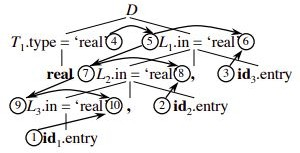 D
T₁.type = ‘real’ ④ ⑤ L₁.in = ‘real’ ⑥
real ⑦ L₂.in = ‘real’ ⑧ , ③ id₃.entry
⑨ L₃.in = ‘real’ ⑩ , ② id₂.entry
① id₁.entry